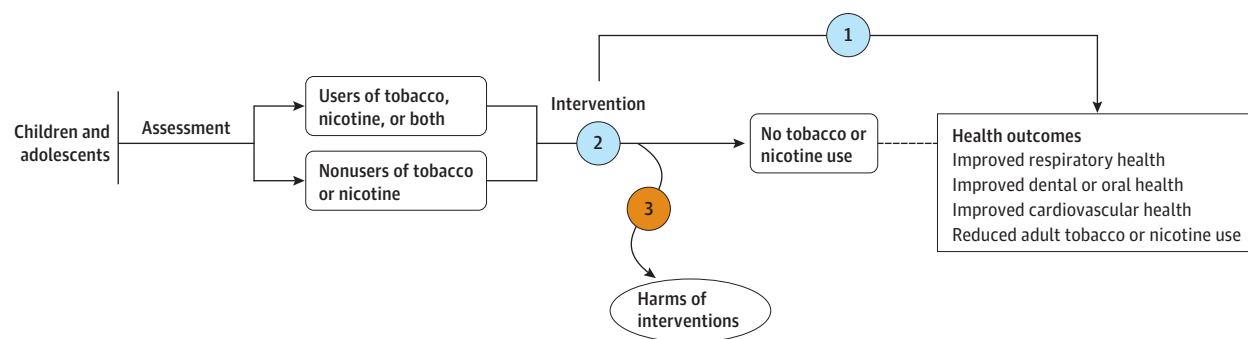 Children and
adolescents
Assessment
Users of tobacco,
nicotine, or both
Nonusers of tobacco
or nicotine
Intervention
1
2
3
No tobacco or
nicotine use
Harms of
interventions
Health outcomes
Improved respiratory health
Improved dental or oral health
Improved cardiovascular health
Reduced adult tobacco or nicotine use